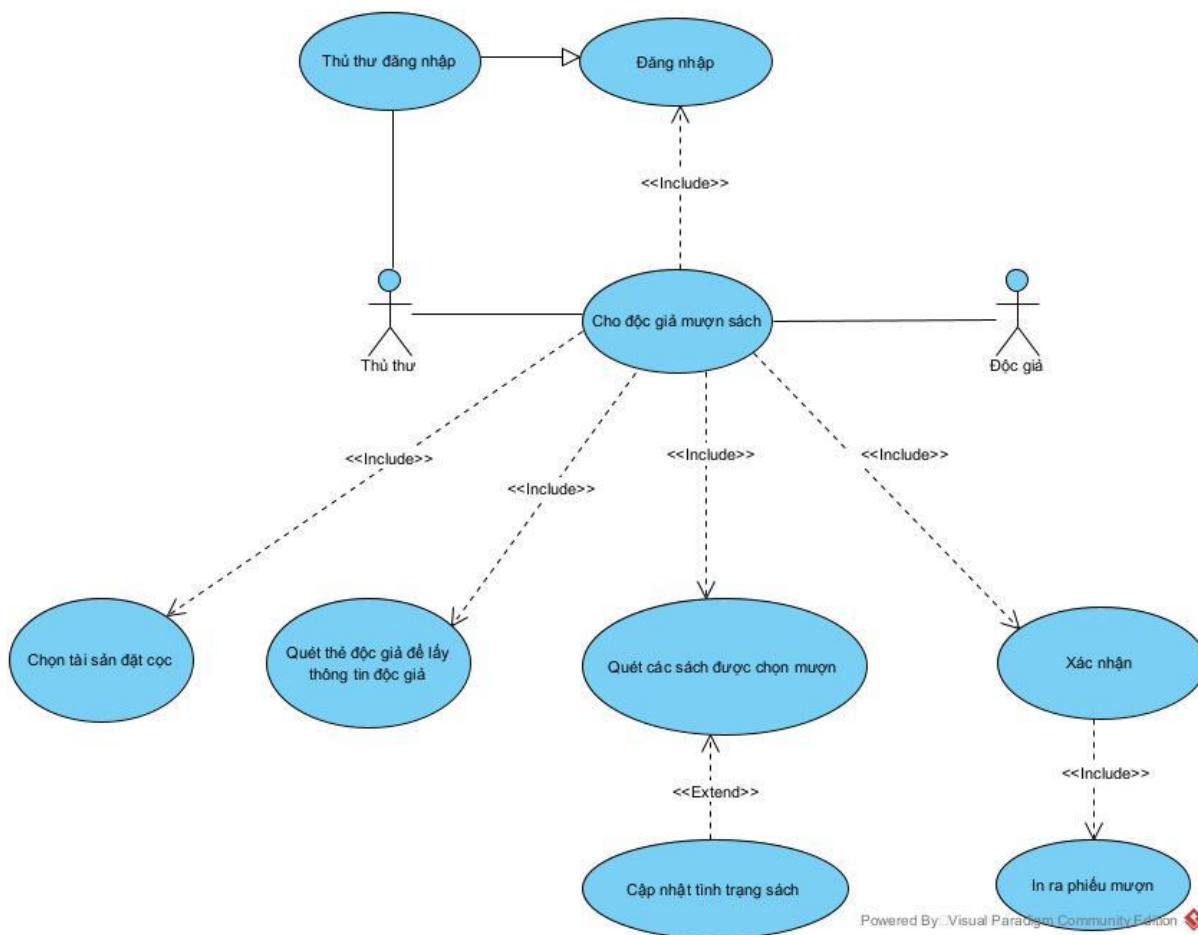 Thủ thư đăng nhập
Đăng nhập
<<Include>>
Cho độc giả mượn sách
Thủ thư
Độc giả
<<Include>>
<<Include>>
<<Include>>
<<Include>>
Chọn tài sản đặt cọc
Quét thẻ độc giả để lấy
thông tin độc giả
Quét các sách được chọn mượn
Xác nhận
<<Extend>>
<<Include>>
Cập nhật tình trạng sách
In ra phiếu mượn
Powered By Visual Paradigm Community Edition